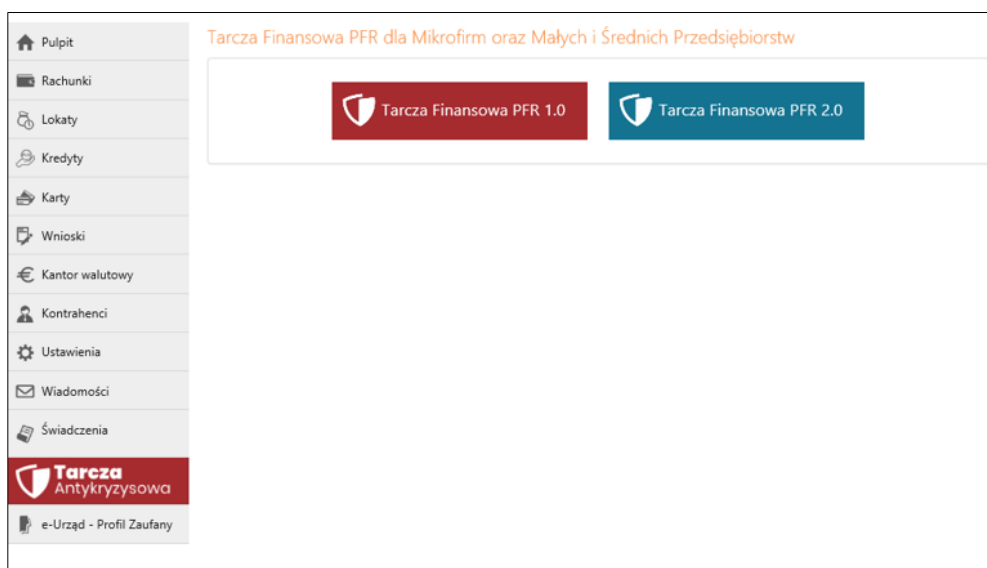 Pulpit
Rachunki
Lokaty
Kredyty
Karty
Wnioski
Kantor walutowy
Kontrahenci
Ustawienia
Wiadomości
Świadczenia
Tarcza
Antykryzysowa
e-Urząd - Profil Zaufany
Tarcza Finansowa PFR dla Mikrofirm oraz Małych i Średnich Przedsiębiorstw
Tarcza Finansowa PFR 1.0
Tarcza Finansowa PFR 2.0